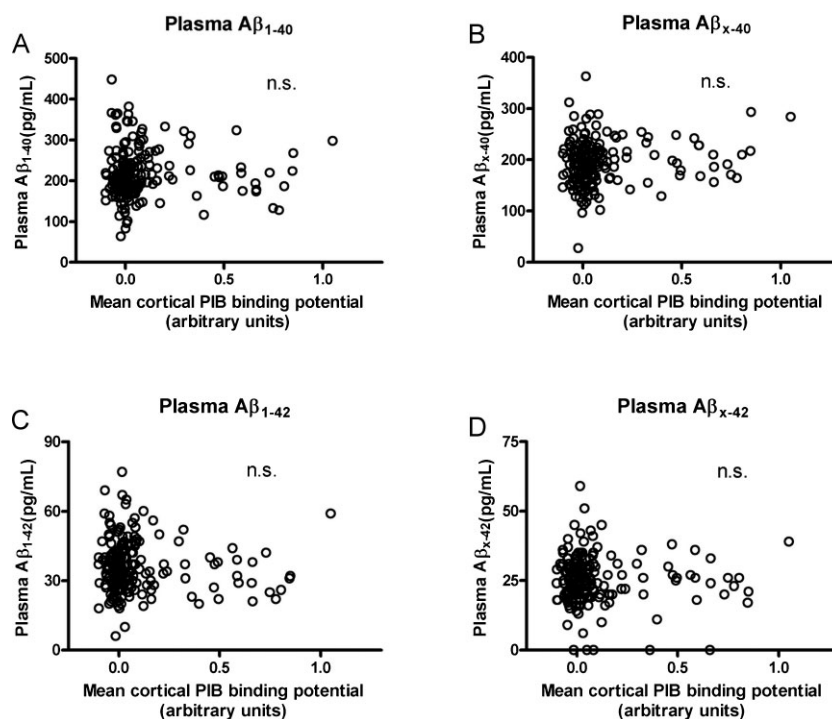 A
Plasma Aβ1-40
n.s.
500
400
300
200
100
0
Plasma Aβ1-40(pg/mL)
0.0 0.5 1.0
Mean cortical PIB binding potential
(arbitrary units)
B
Plasma Aβx-40
n.s.
400
300
200
100
0
Plasma Aβx-40(pg/mL)
0.0 0.5 1.0
Mean cortical PIB binding potential
(arbitrary units)
C
Plasma Aβ1-42
n.s.
90
60
30
0
Plasma Aβ1-42(pg/mL)
0.0 0.5 1.0
Mean cortical PIB binding potential
(arbitrary units)
D
Plasma Aβx-42
n.s.
75
50
25
0
Plasma Aβx-42(pg/mL)
0.0 0.5 1.0
Mean cortical PIB binding potential
(arbitrary units)